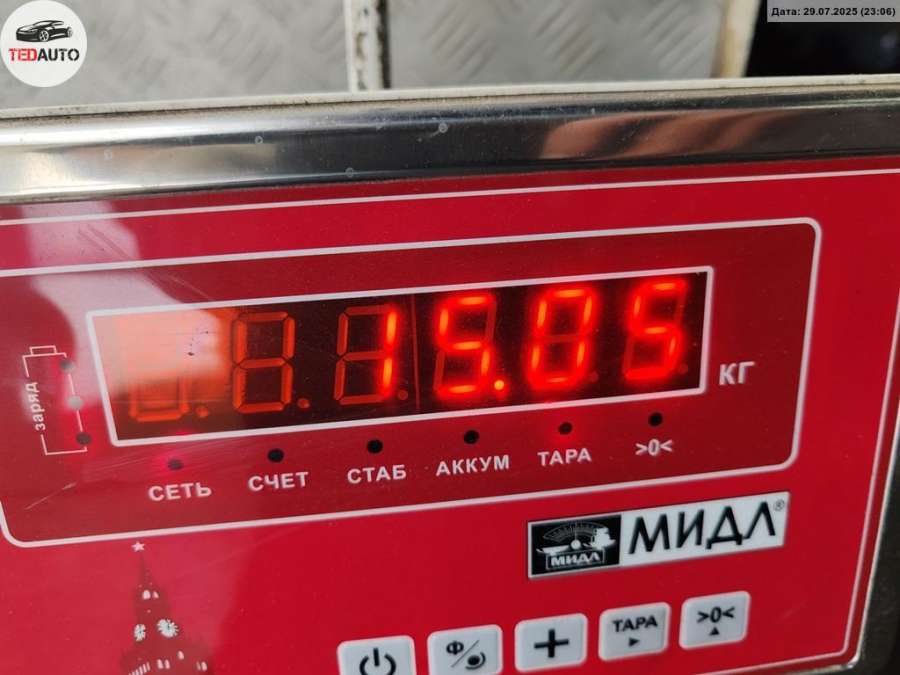 TEDAUTO
Дата: 29.07.2025 (23:06)
15.05
КГ
заряд
СЕТЬ СЧЕТ СТАБ АККУМ ТАРА >0<
МИДЛ МИДЛ®
Ф/ + ТАРА >0<